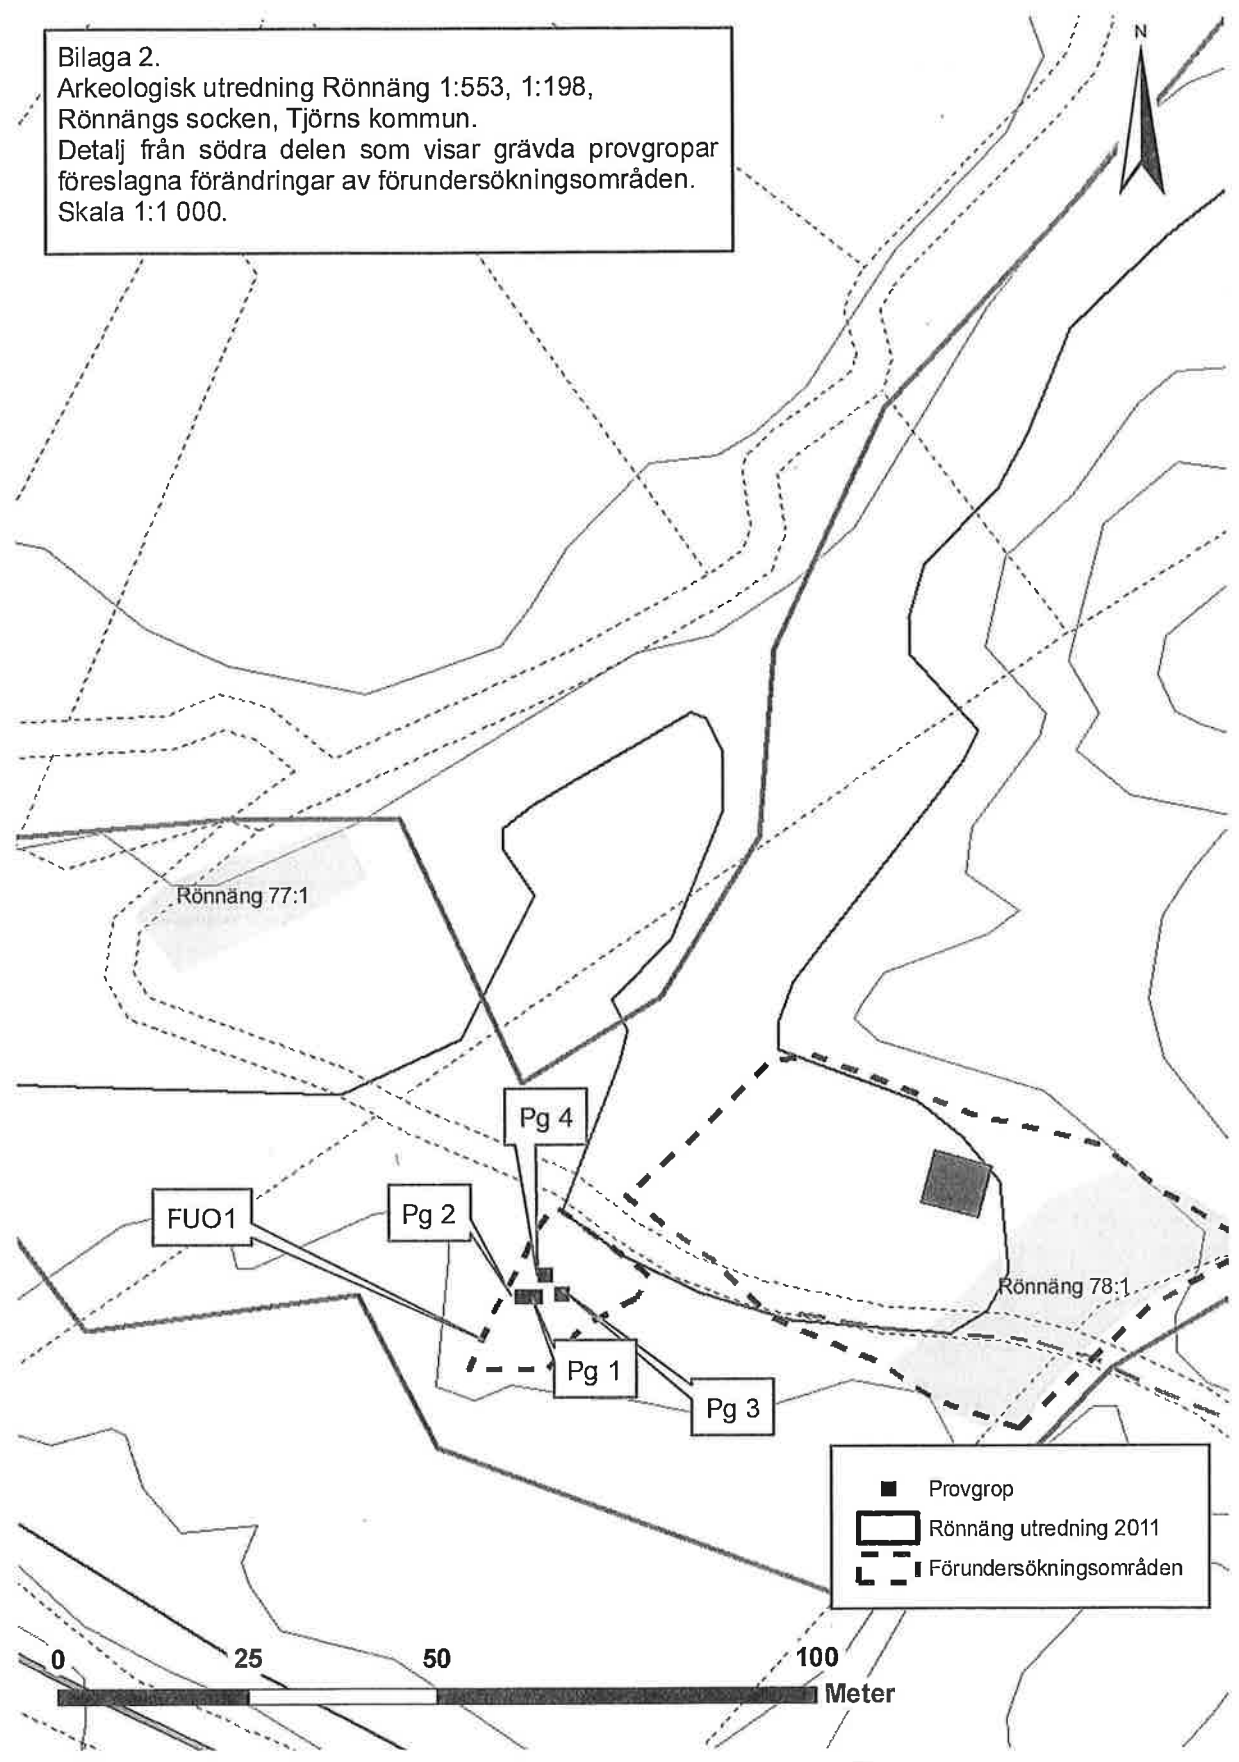 Bilaga 2.
Arkeologisk utredning Rönnäng 1:553, 1:198,
Rönnängs socken, Tjörns kommun.
Detalj från södra delen som visar grävda provgropar
föreslagna förändringar av förundersökningsområden.
Skala 1:1 000.
N
Rönnäng 77:1
Pg 4
FUO1
Pg 2
Rönnäng 78:1
Pg 1
Pg 3
Provgrop
Rönnäng utredning 2011
Förundersökningsområden
0 25 50 100
Meter